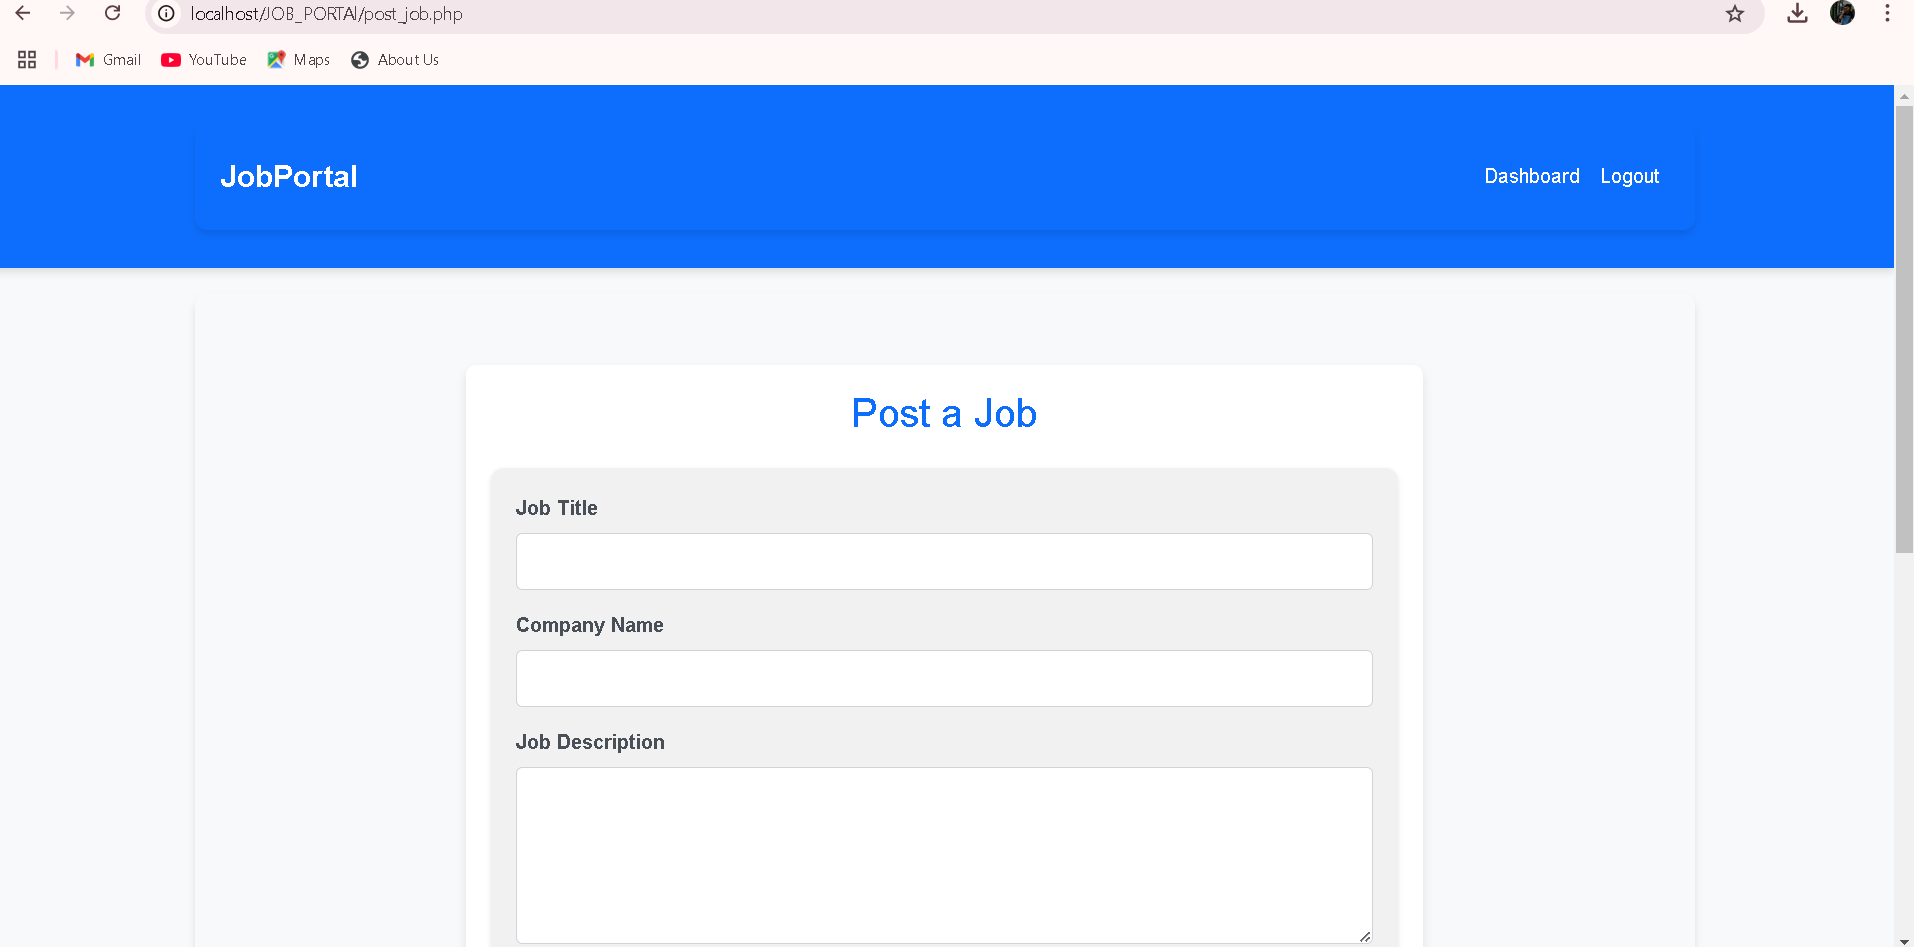 localhost/JOB_PORTAl/post_job.php
Gmail YouTube Maps About Us
JobPortal Dashboard Logout
Post a Job
Job Title
Company Name
Job Description